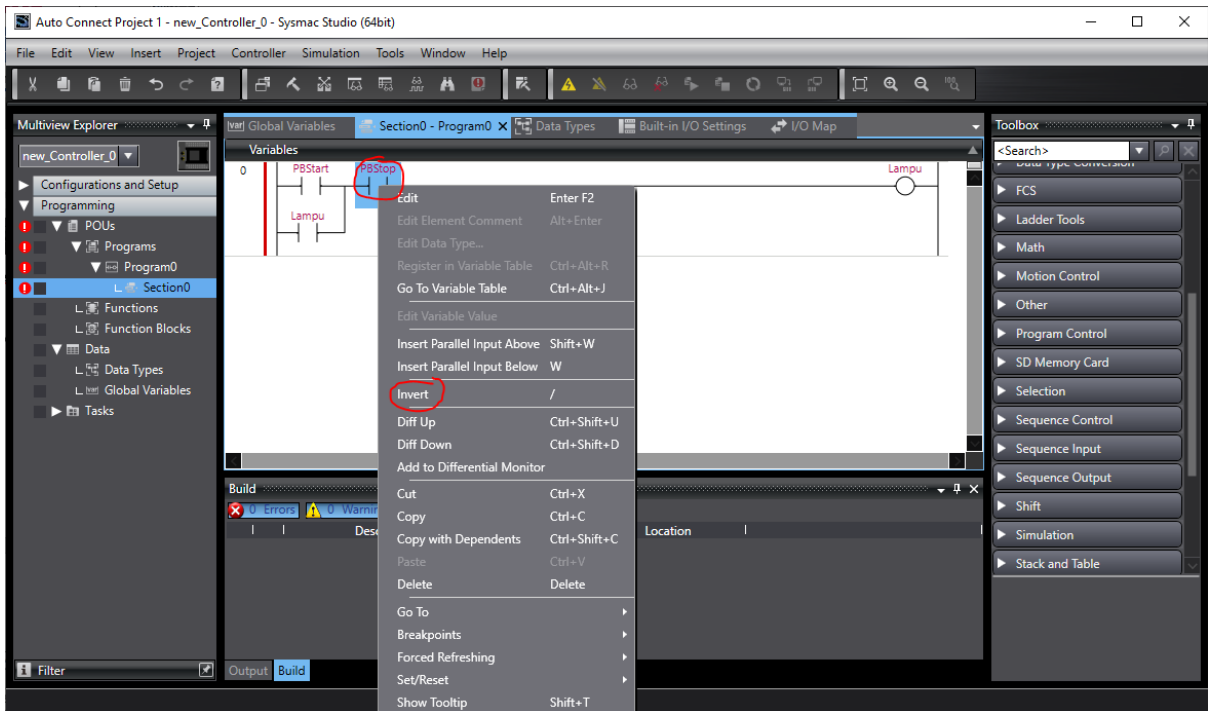 Auto Connect Project 1 - new_Controller_0 - Sysmac Studio (64bit)
File Edit View Insert Project Controller Simulation Tools Window Help
Multiview Explorer
new_Controller_0
Configurations and Setup
Programming
POUs
Programs
Program0
Section0
Functions
Function Blocks
Data
Data Types
Global Variables
Tasks
Filter
Global Variables
Section0 - Program0
Data Types
Built-in I/O Settings
I/O Map
Variables
0
PBStart
PBStop
Lampu
Lampu
Edit Enter F2
Edit Element Comment Alt+Enter
Edit Data Type...
Register in Variable Table Ctrl+Alt+R
Go To Variable Table Ctrl+Alt+J
Edit Variable Value
Insert Parallel Input Above Shift+W
Insert Parallel Input Below W
Invert /
Diff Up Ctrl+Shift+U
Diff Down Ctrl+Shift+D
Add to Differential Monitor
Cut Ctrl+X
Copy Ctrl+C
Copy with Dependents Ctrl+Shift+C
Paste Ctrl+V
Delete Delete
Go To
Breakpoints
Forced Refreshing
Set/Reset
Show Tooltip Shift+T
Build
0 Errors 0
Location
Output Build
Toolbox
<Search>
Data Type Conversion
FCS
Ladder Tools
Math
Motion Control
Other
Program Control
SD Memory Card
Selection
Sequence Control
Sequence Input
Sequence Output
Shift
Simulation
Stack and Table